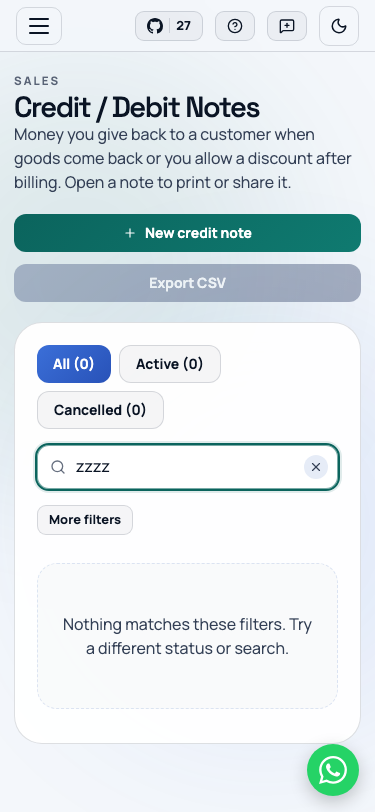 27
SALES
Credit / Debit Notes
Money you give back to a customer when
goods come back or you allow a discount after
billing. Open a note to print or share it.
+ New credit note
Export CSV
All (0)
Active (0)
Cancelled (0)
zzzz
More filters
Nothing matches these filters. Try
a different status or search.